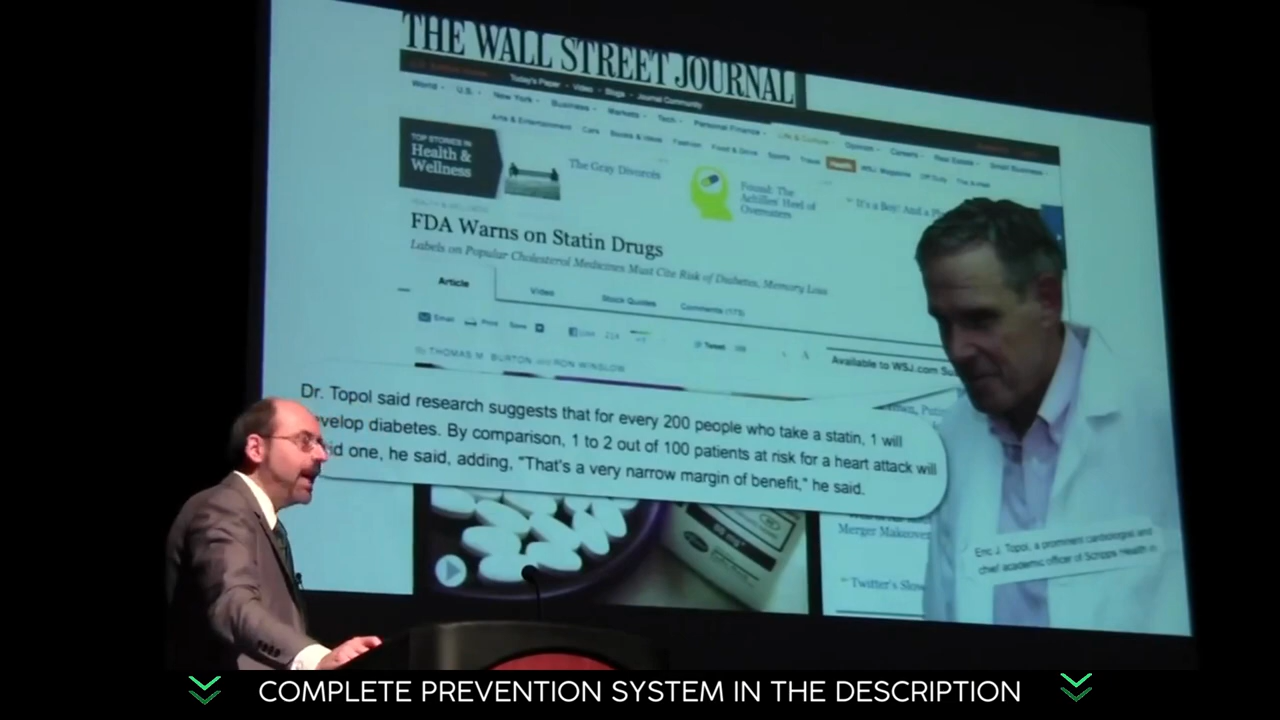 THE WALL STREET JOURNAL
Today's Paper • Video • Blogs • Journal Community
World U.S. New York Business Markets Tech Personal Finance Life & Culture Opinion Careers Real Estate Small Business
Arts & Entertainment Cars Books & Ideas Fashion Food & Drink Sports Travel Health WSJ. Magazine Off Duty
TOP STORIES IN
Health &
Wellness
The Gray Divorcés
Found: The
Achilles' Heel of
Overeaters
It's a Boy! And a
HEALTH & WELLNESS
FDA Warns on Statin Drugs
Labels on Popular Cholesterol Medicines Must Cite Risk of Diabetes, Memory Loss
Article Video Stock Quotes Comments (173)
Email Print Save Tweet
By THOMAS M. BURTON and RON WINSLOW
Available to WSJ.com
Dr. Topol said research suggests that for every 200 people who take a statin, 1 will
velop diabetes. By comparison, 1 to 2 out of 100 patients at risk for a heart attack will
d one, he said, adding, "That's a very narrow margin of benefit," he said.
Merger Makeover
Twitter's Slow
Eric J. Topol, a prominent cardiologist and
chief academic officer of Scripps Health in
COMPLETE PREVENTION SYSTEM IN THE DESCRIPTION